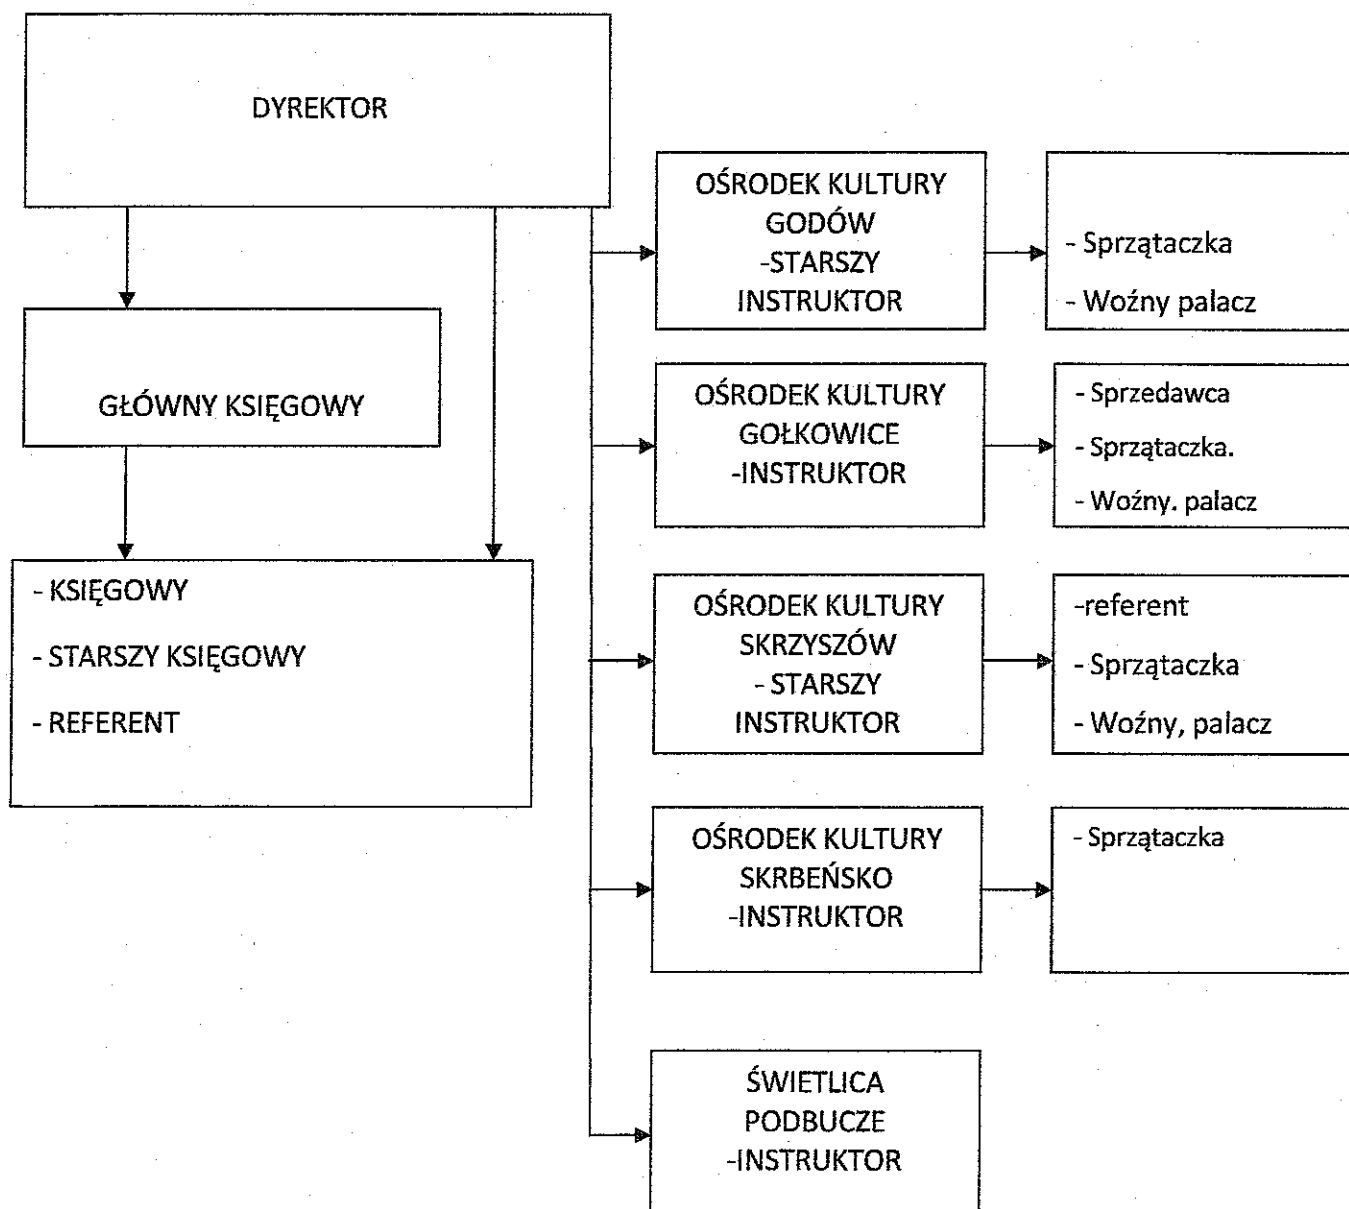 DYREKTOR
GŁÓWNY KSIĘGOWY
- KSIĘGOWY
- STARSZY KSIĘGOWY
- REFERENT
OŚRODEK KULTURY
GODÓW
-STARSZY
INSTRUKTOR
- Sprzątaczka
- Woźny palacz
OŚRODEK KULTURY
GOŁKOWICE
-INSTRUKTOR
- Sprzedawca
- Sprzątaczka.
- Woźny. palacz
OŚRODEK KULTURY
SKRZYSZÓW
- STARSZY
INSTRUKTOR
-referent
- Sprzątaczka
- Woźny, palacz
OŚRODEK KULTURY
SKRBEŃSKO
-INSTRUKTOR
- Sprzątaczka
ŚWIETLICA
PODBUCZE
-INSTRUKTOR